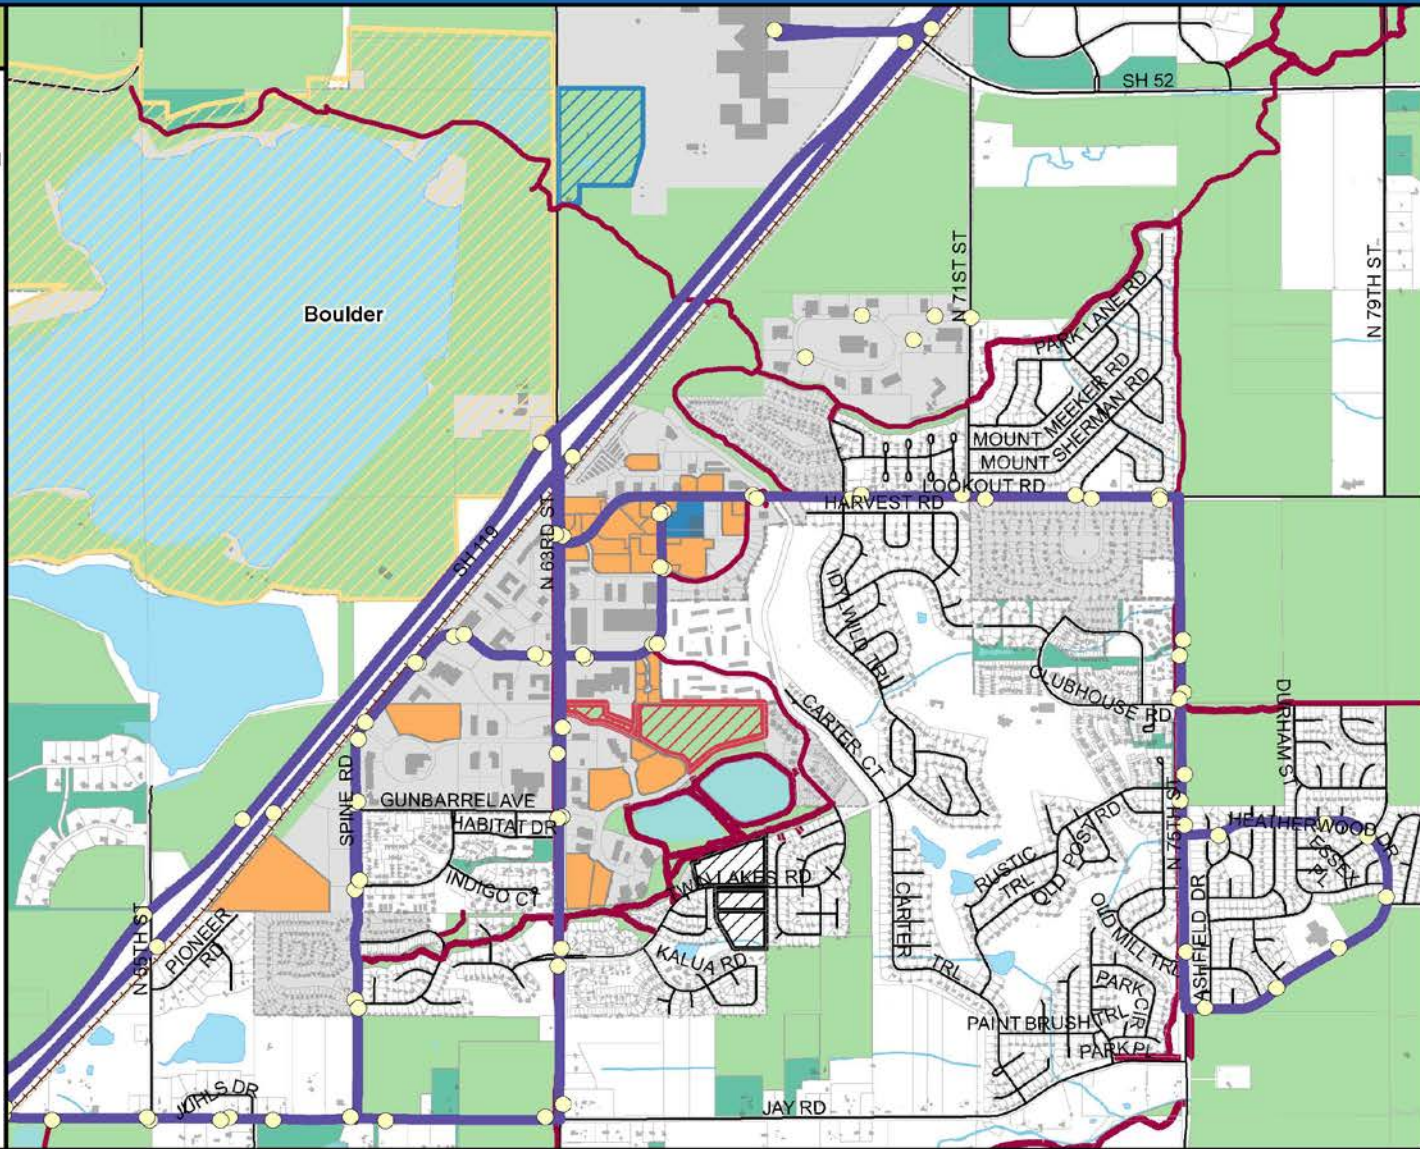 SH 52
N 71ST ST
N 79TH ST
Boulder
PARK LANE RD
MOUNT MEEKER RD
MOUNT SHERMAN RD
LOOKOUT RD
HARVEST RD
SH 119
N 63RD ST
IDYLWILD TRL
CLUBHOUSE
RD
CARTER CT
DURHAM ST
SPINE RD
GUNBARREL AVE
HABITAT DR
N 75TH ST
HEATHERWOOD DR
POST RD
OLD
ESSEX
PL
RUSTIC
TRL
INDIGO CT
TWIN LAKES RD
CARTER
TRL
OLD MILL TRL
ASHFIELD DR
N 55TH ST
PIONEER
RD
KALUA RD
PARK
CIR
PAINT BRUSH TRL
PARK PL
JUHLS DR
JAY RD